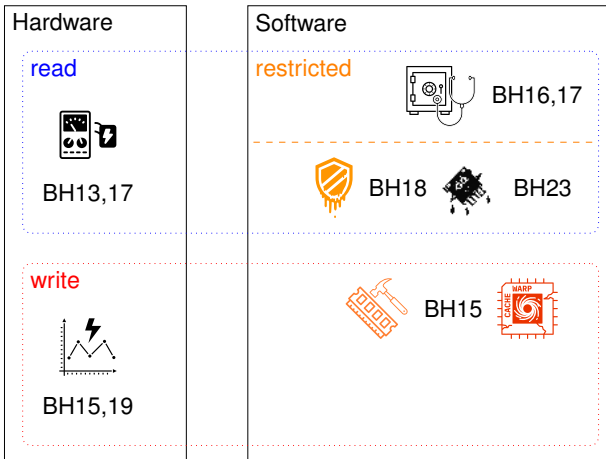 Hardware
Software
read
restricted
BH16,17
BH13,17
BH18
BH23
write
BH15
CACHE
WARP
BH15,19